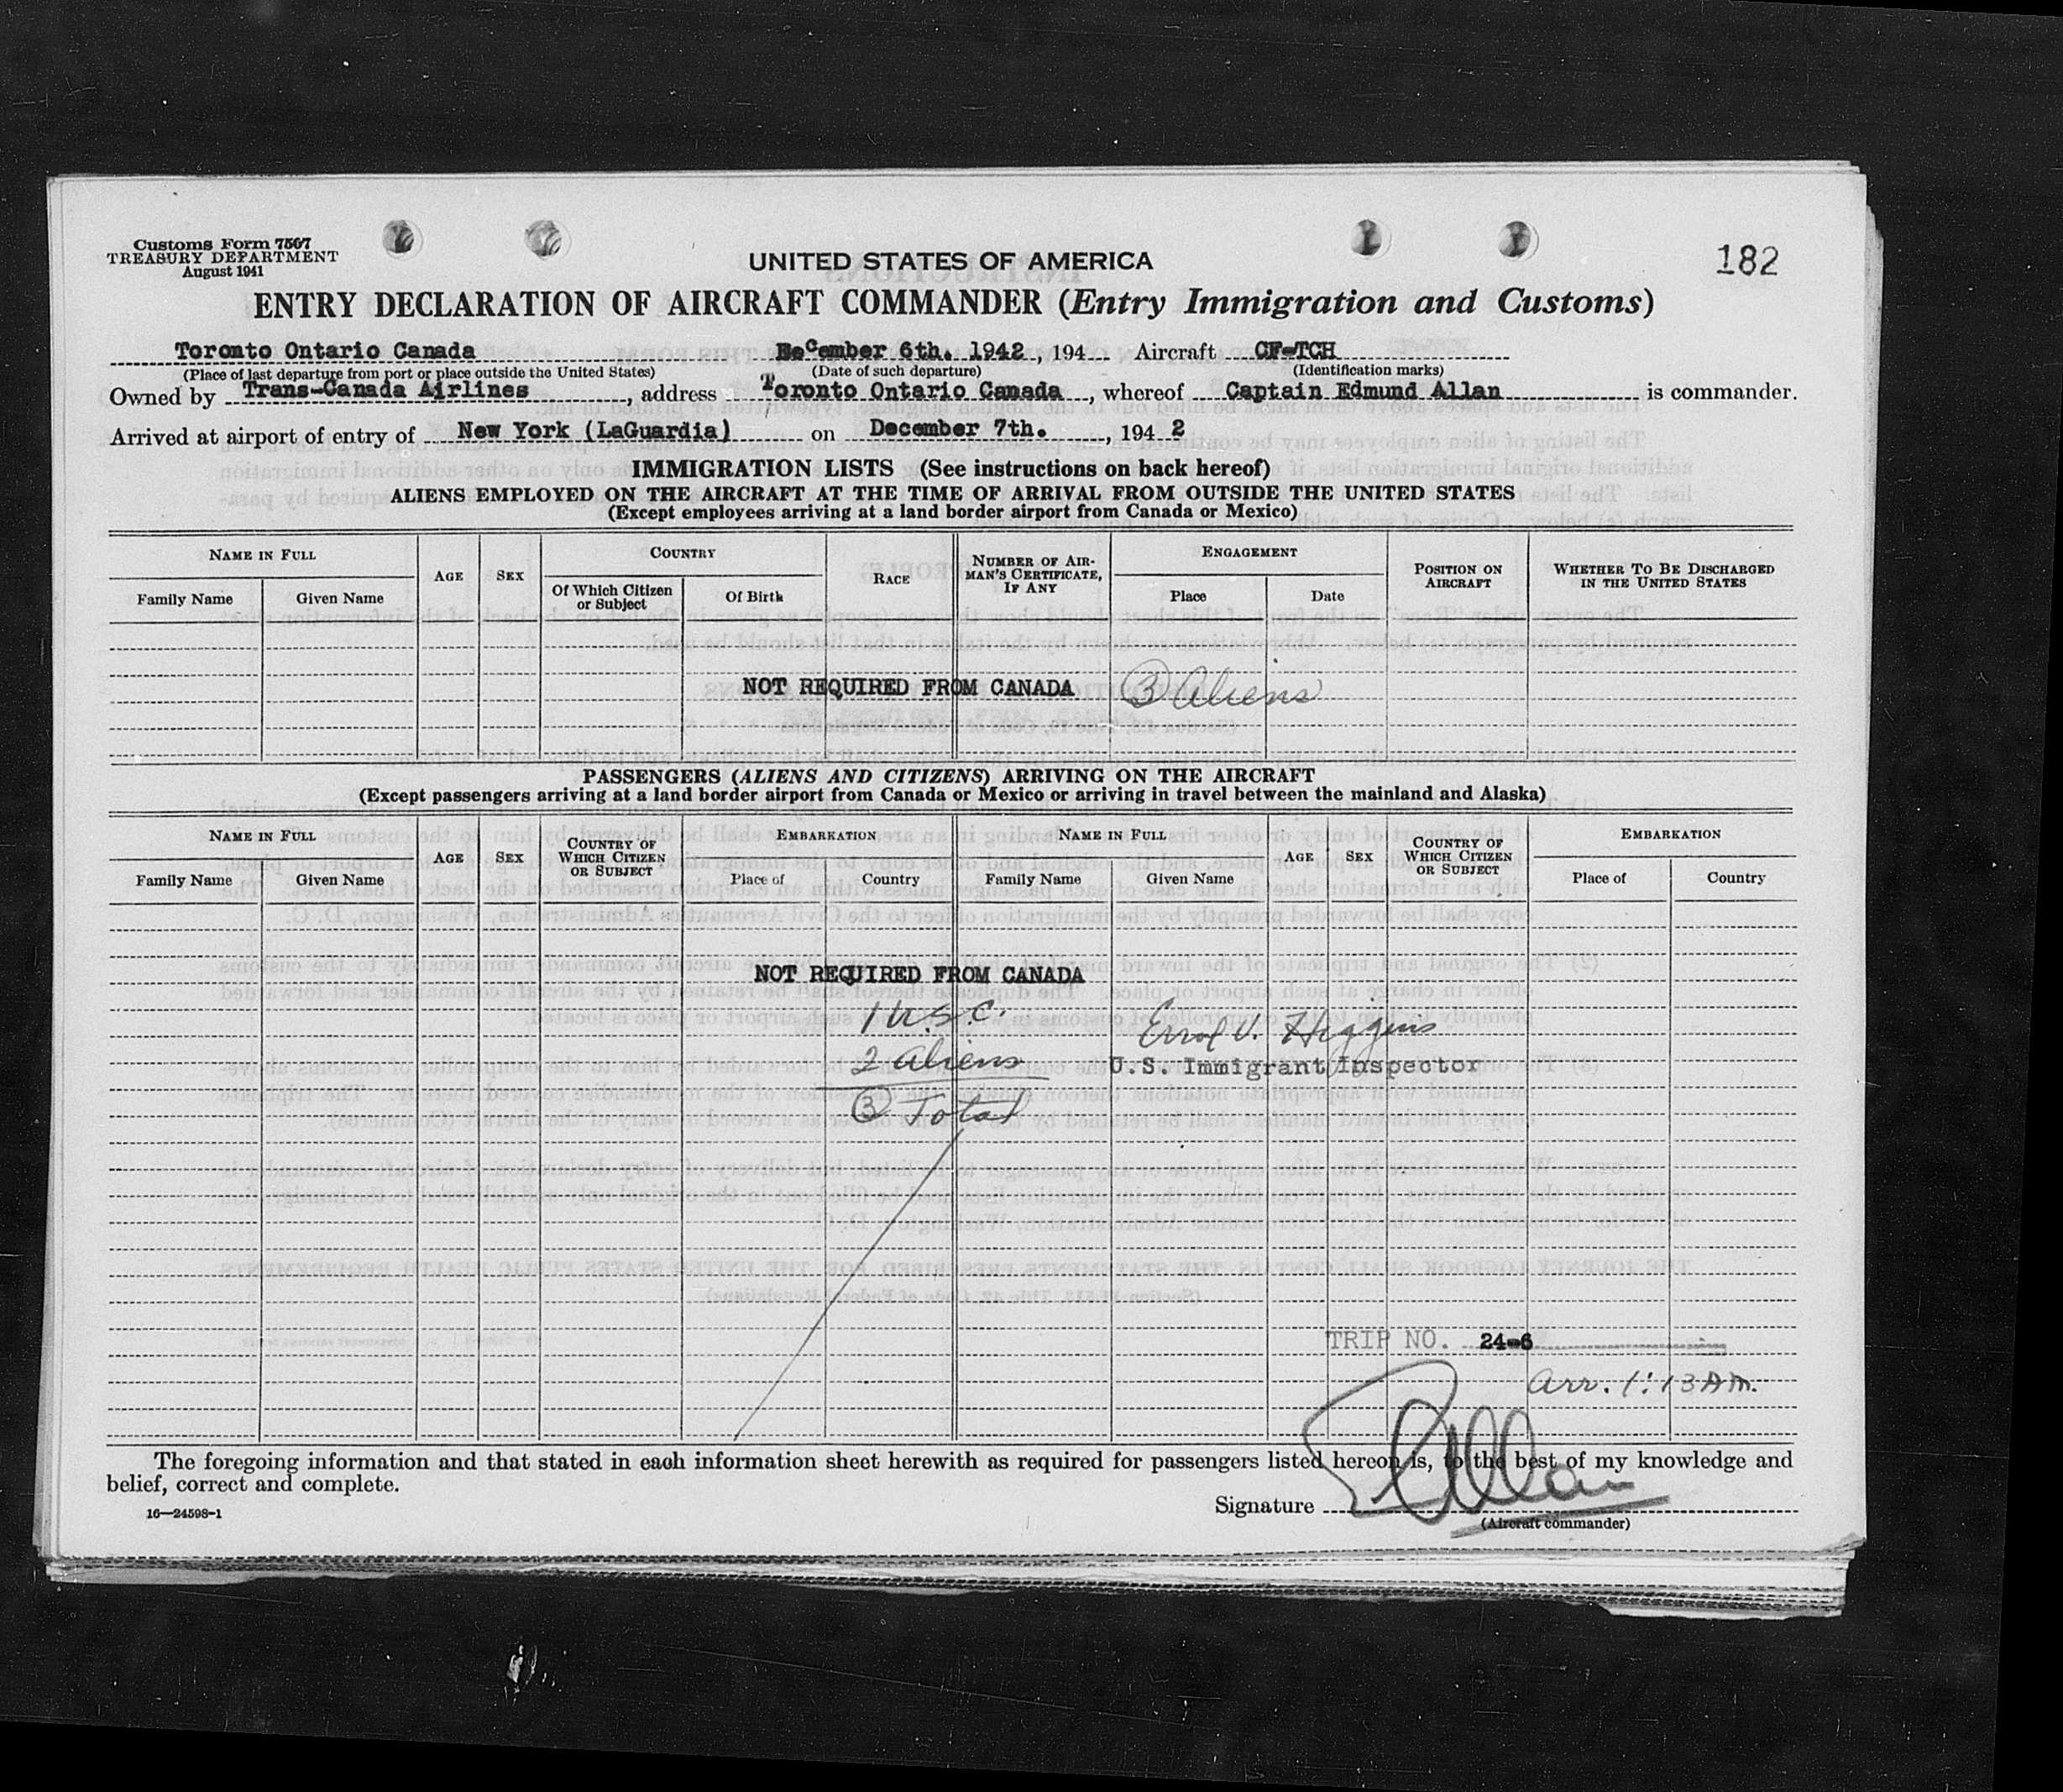 Customs Form 7507
TREASURY DEPARTMENT
August 1941
182
UNITED STATES OF AMERICA
ENTRY DECLARATION OF AIRCRAFT COMMANDER (Entry Immigration and Customs)
Toronto Ontario Canada December 6th. 1942, 194 Aircraft CF-TCH
(Place of last departure from port or place outside the United States) (Date of such departure) (Identification marks)
Owned by Trans-Canada Airlines, address Toronto Ontario Canada, whereof Captain Edmund Allan is commander.
Arrived at airport of entry of New York (LaGuardia) on December 7th., 194 2
IMMIGRATION LISTS (See instructions on back hereof)
ALIENS EMPLOYED ON THE AIRCRAFT AT THE TIME OF ARRIVAL FROM OUTSIDE THE UNITED STATES
(Except employees arriving at a land border airport from Canada or Mexico)
NAME IN FULL AGE SEX COUNTRY RACE NUMBER OF AIRMAN'S CERTIFICATE, IF ANY ENGAGEMENT POSITION ON AIRCRAFT WHETHER TO BE DISCHARGED IN THE UNITED STATES
Family Name Given Name Of Which Citizen or Subject Of Birth Place Date
NOT REQUIRED FROM CANADA 3 Aliens
PASSENGERS (ALIENS AND CITIZENS) ARRIVING ON THE AIRCRAFT
(Except passengers arriving at a land border airport from Canada or Mexico or arriving in travel between the mainland and Alaska)
NAME IN FULL AGE SEX COUNTRY OF WHICH CITIZEN OR SUBJECT EMBARKATION NAME IN FULL AGE SEX COUNTRY OF WHICH CITIZEN OR SUBJECT EMBARKATION
Family Name Given Name Place of Country Family Name Given Name Place of Country
NOT REQUIRED FROM CANADA
1 U.S.C. Errol V. Higgins
2 Aliens U.S. Immigrant Inspector
3 Total
TRIP NO. 24-6
Arr. 1:13 AM.
The foregoing information and that stated in each information sheet herewith as required for passengers listed hereon is, to the best of my knowledge and
belief, correct and complete.
Signature E Allan
16—24598-1
(Aircraft commander)